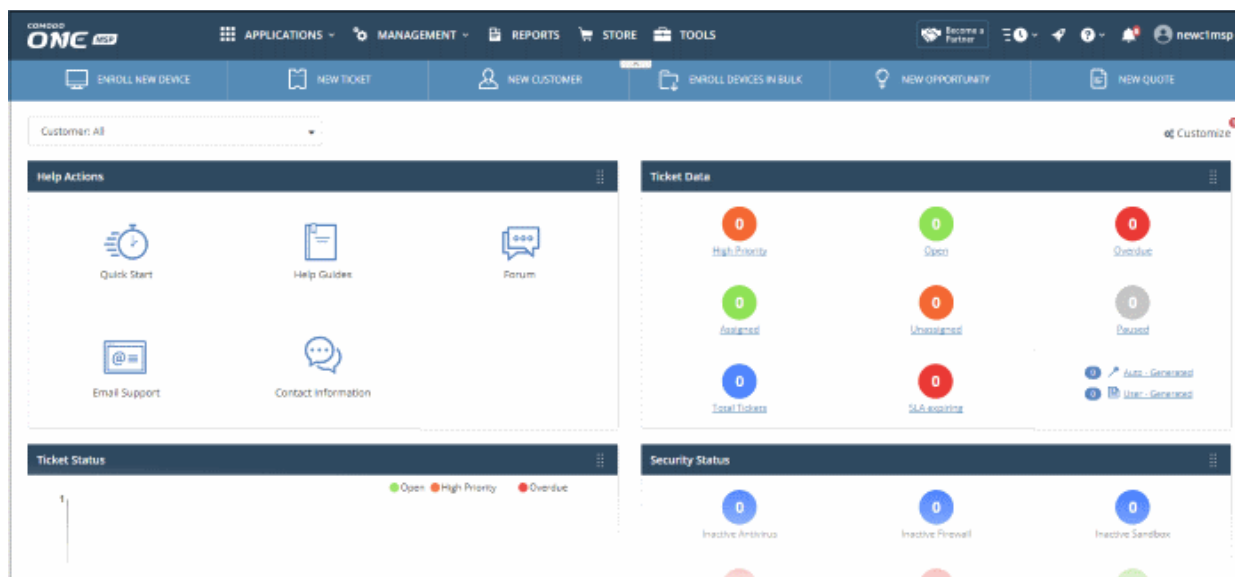 COMODO
ONE MSP
APPLICATIONS
MANAGEMENT
REPORTS
STORE
TOOLS
Become a
Partner
newc1msp
ENROLL NEW DEVICE
NEW TICKET
NEW CUSTOMER
ENROLL DEVICES IN BULK
NEW OPPORTUNITY
NEW QUOTE
Customer: All
Customize
Help Actions
Quick Start
Help Guides
Forum
Email Support
Contact Information
Ticket Data
0
High Priority
0
Open
0
Overdue
0
Assigned
0
Unassigned
0
Paused
0
Total Tickets
0
SLA expiring
0 Auto - Generated
0 User - Generated
Ticket Status
Open High Priority Overdue
1
Security Status
0
Inactive Antivirus
0
Inactive Firewall
0
Inactive Sandbox